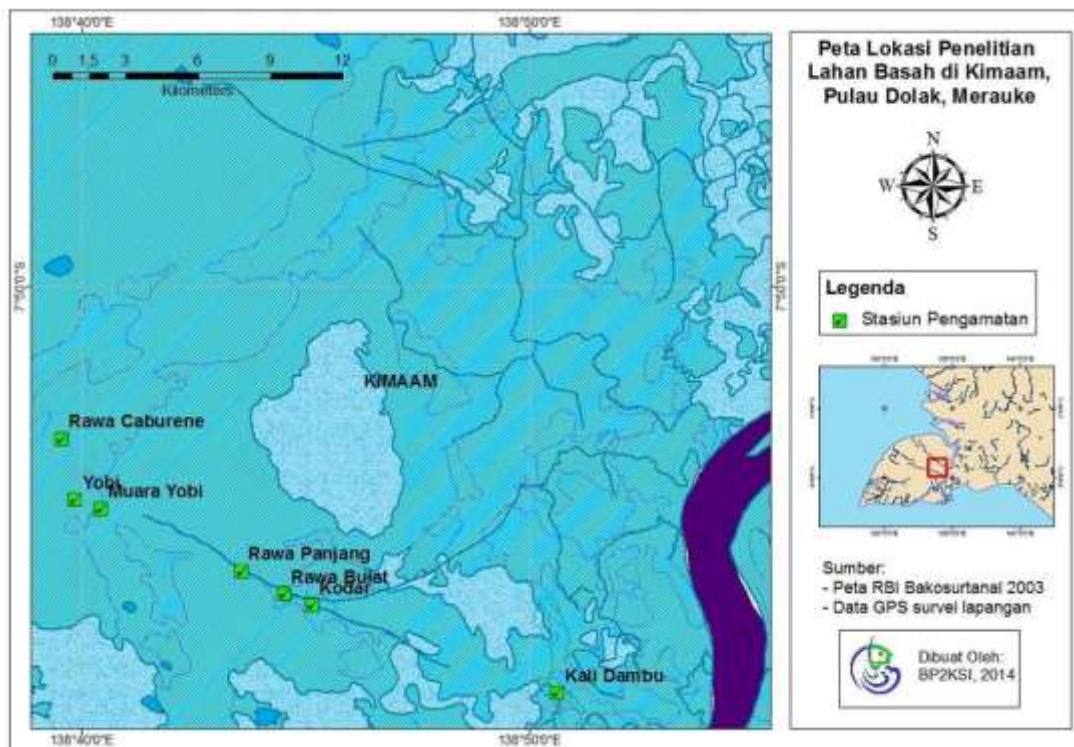 138°40'0"E
138°50'0"E
0 1.5 3 6 9 12
Kilometers
7°50'0"S
7°50'0"S
KIMAAM
Rawa Caburene
Yobi
Muara Yobi
Rawa Panjang
Rawa Bulat
Kodar
Kali Dambu
138°40'0"E
138°50'0"E
Peta Lokasi Penelitian
Lahan Basah di Kimaam,
Pulau Dolak, Merauke
N
W E
S
Legenda
Stasiun Pengamatan
Sumber:
- Peta RBI Bakosurtanal 2003
- Data GPS survei lapangan
Dibuat Oleh:
BP2KSI, 2014